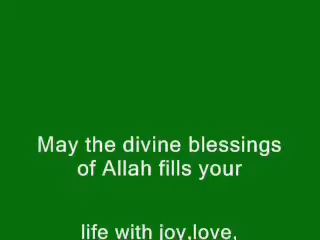 May the divine blessings
of Allah fills your
life with joy,love,